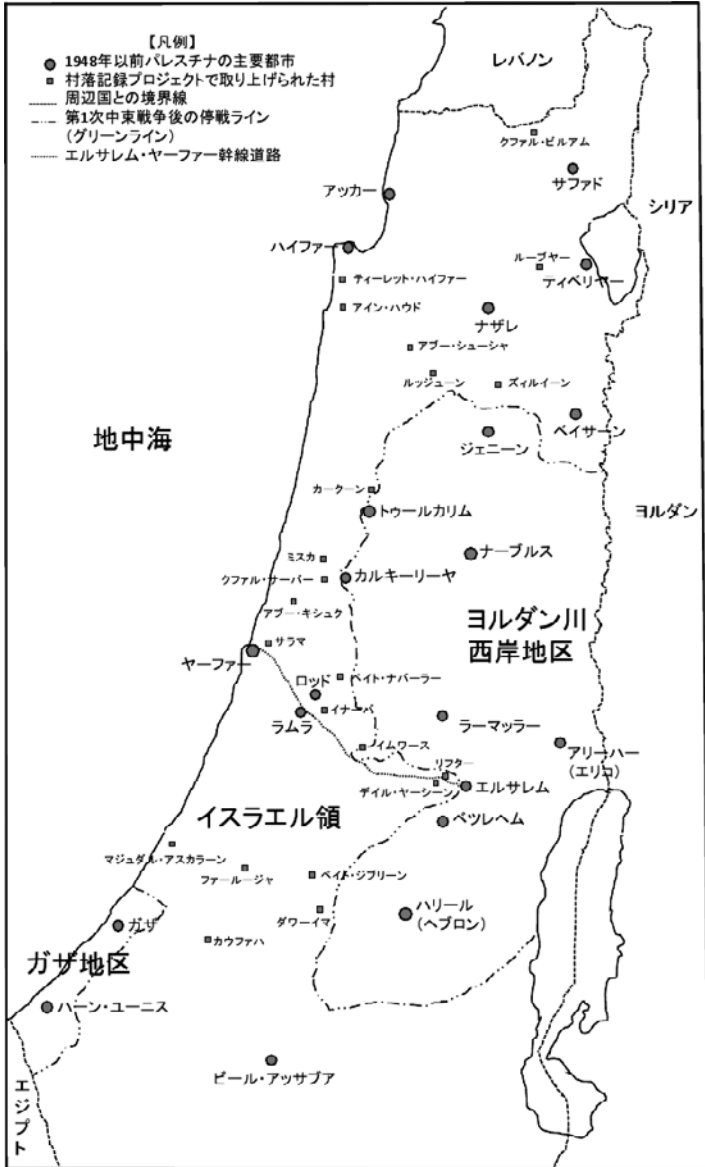 【凡例】
1948年以前パレスチナの主要都市
村落記録プロジェクトで取り上げられた村
周辺国との境界線
第1次中東戦争後の停戦ライン
(グリーンライン)
エルサレム・ヤーファー幹線道路
レバノン
クファル・ビルアム
サファド
アッカー
シリア
ハイファー
ルーブヤー
ティベリヤー
ティーレット・ハイファー
アイン・ハウド
ナザレ
アブー・シューシャ
ルッジューン
ズィルイーン
ベイサーン
地中海
ジェニーン
カークーン
トゥールカリム
ヨルダン
ミスカ
ナーブルス
クファル・サーバー
カルキーリーヤ
アブー・キシュク
ヨルダン川
西岸地区
サラマ
ヤーファー
ロッド
ベイト・ナバーラー
イナーバ
ラムラ
ラーマッラー
イムワース
アリーハー
(エリコ)
リフター
デイル・ヤーシーン
エルサレム
イスラエル領
ベツレヘム
マジュダル・アスカラーン
ファールージャ
ベイト・ジブリーン
ハリール
(ヘブロン)
ダワーイマ
ガザ
カウファハ
ガザ地区
ハーン・ユーニス
ビール・アッサブア
エジプト